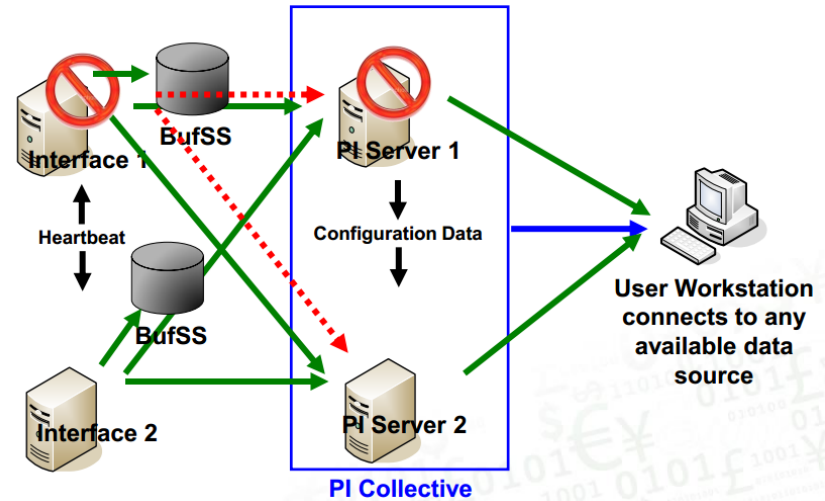 BufSS
Interface 1
PI Server 1
Heartbeat
Configuration Data
BufSS
User Workstation
connects to any
available data
source
Interface 2
PI Server 2
PI Collective